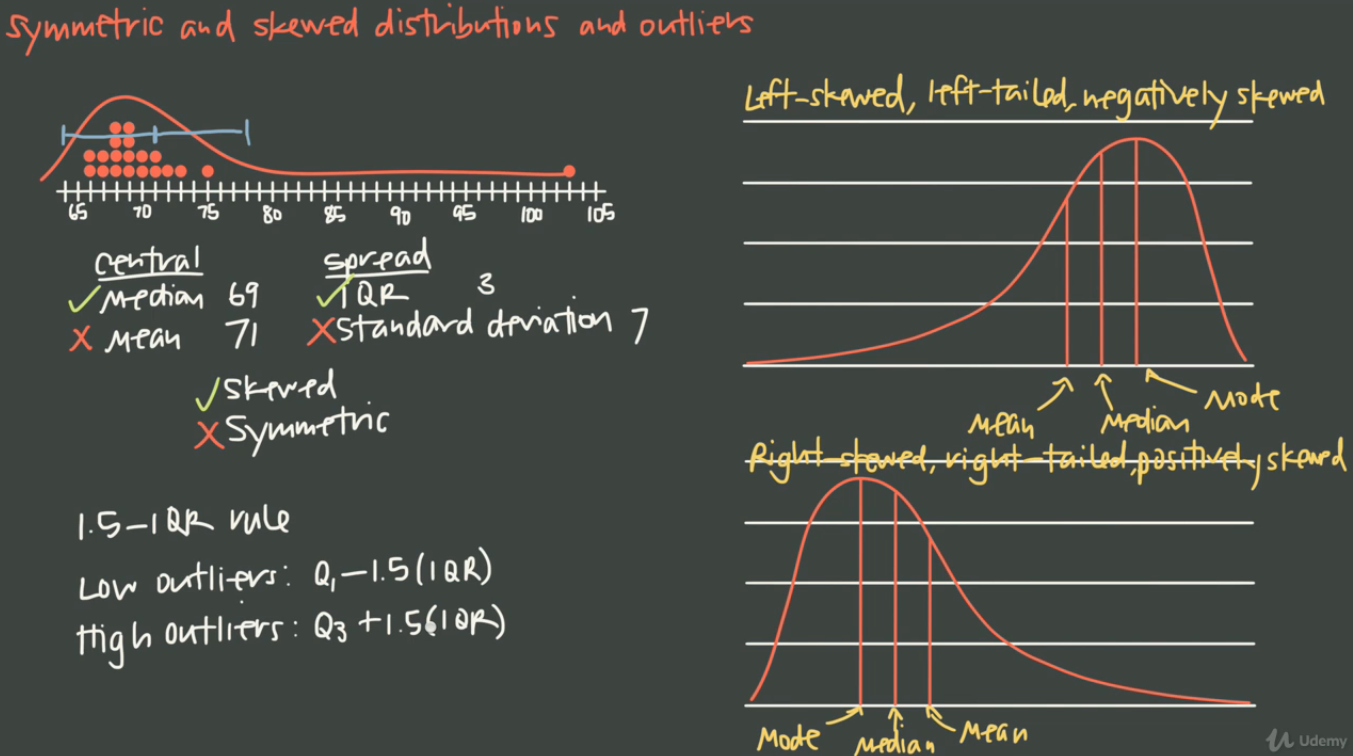 symmetric and skewed distributions and outliers
65 70 75 80 85 90 95 100 105
central
Median 69
Mean 71
spread
IQR 3
Standard deviation 7
Skewed
Symmetric
1.5-IQR rule
Low outliers: Q1-1.5(IQR)
High outliers: Q3+1.5(IQR)
Left-skewed, left-tailed, negatively skewed
Mean Median Mode
Right-skewed, right-tailed, positively skewed
Mode Median Mean
Udemy